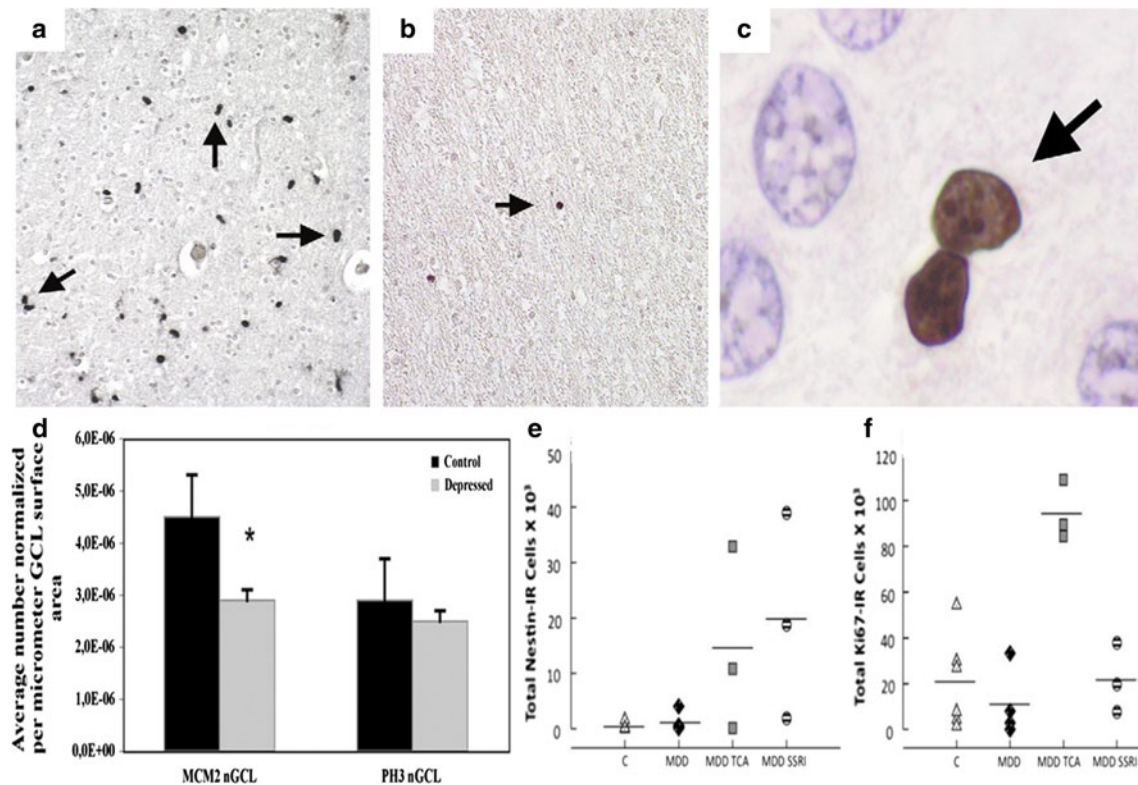 a
b
c
d
Average number normalized
per micrometer GCL surface
area
6,0E-06
5,0E-06
4,0E-06
3,0E-06
2,0E-06
1,0E-06
0,0E+00
Control
Depressed
*
MCM2 nGCL
PH3 nGCL
e
Total Nestin-IR Cells X 10³
50
40
30
20
10
0
C
MDD
MDD TCA
MDD SSRI
f
Total Ki67-IR Cells X 10³
120
100
80
60
40
20
0
C
MDD
MDD TCA
MDD SSRI